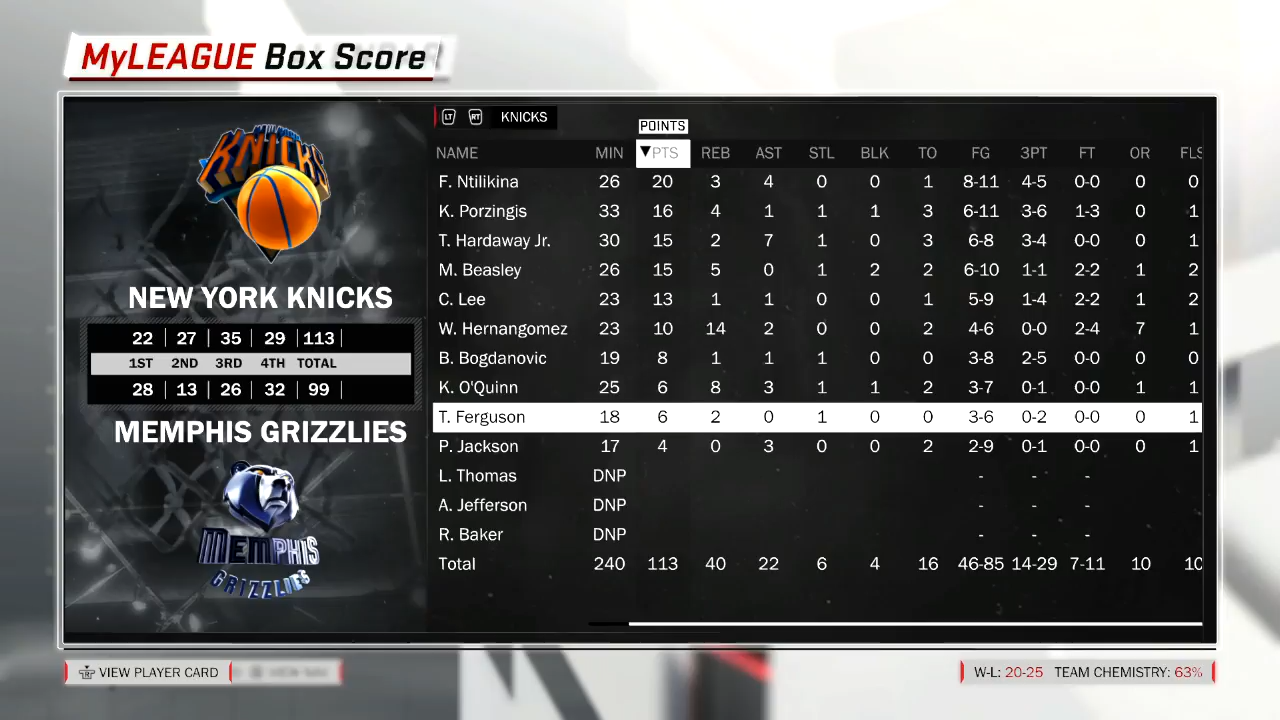 MyLEAGUE Box Score
KNICKS
NEW YORK KNICKS
22 27 35 29 113
1ST 2ND 3RD 4TH TOTAL
28 13 26 32 99
MEMPHIS GRIZZLIES
MEMPHIS
GRIZZLIES
LT RT KNICKS
POINTS
NAME MIN ▼PTS REB AST STL BLK TO FG 3PT FT OR FLS
F. Ntilikina 26 20 3 4 0 0 1 8-11 4-5 0-0 0 0
K. Porzingis 33 16 4 1 1 1 3 6-11 3-6 1-3 0 1
T. Hardaway Jr. 30 15 2 7 1 0 3 6-8 3-4 0-0 0 1
M. Beasley 26 15 5 0 1 2 2 6-10 1-1 2-2 1 2
C. Lee 23 13 1 1 0 0 1 5-9 1-4 2-2 1 2
W. Hernangomez 23 10 14 2 0 0 2 4-6 0-0 2-4 7 1
B. Bogdanovic 19 8 1 1 1 0 0 3-8 2-5 0-0 0 0
K. O'Quinn 25 6 8 3 1 1 2 3-7 0-1 0-0 1 1
T. Ferguson 18 6 2 0 1 0 0 3-6 0-2 0-0 0 1
P. Jackson 17 4 0 3 0 0 2 2-9 0-1 0-0 0 1
L. Thomas DNP - - -
A. Jefferson DNP - - -
R. Baker DNP - - -
Total 240 113 40 22 6 4 16 46-85 14-29 7-11 10 10
VIEW PLAYER CARD
W-L: 20-25 TEAM CHEMISTRY: 63%